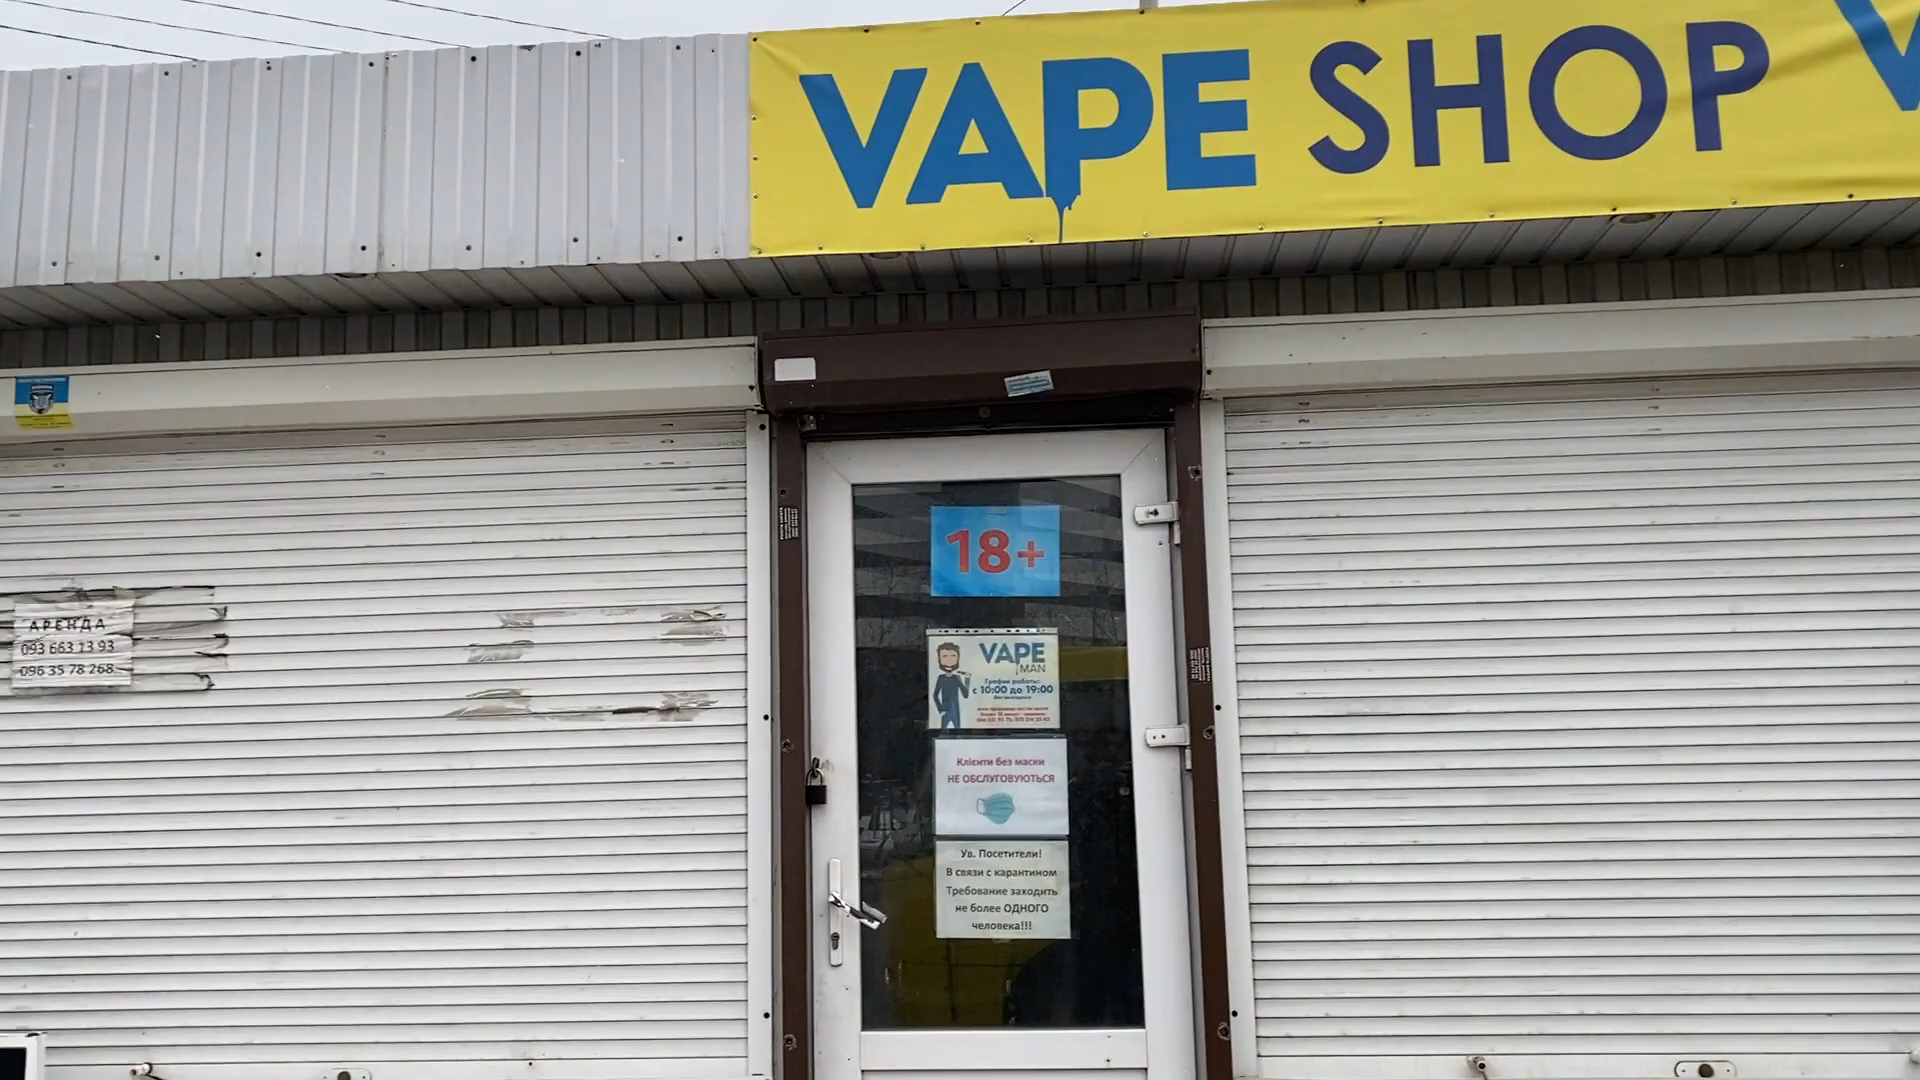 VAPE SHOP
18+
VAPE
MAN
График работы:
с 10:00 до 19:00
Клієнти без маски
НЕ ОБСЛУГОВУЮТЬСЯ
Ув. Посетители!
В связи с карантином
Требование заходить
не более ОДНОГО
человека!!!
АРЕНДА
093 663 13 93
096 35 78 268